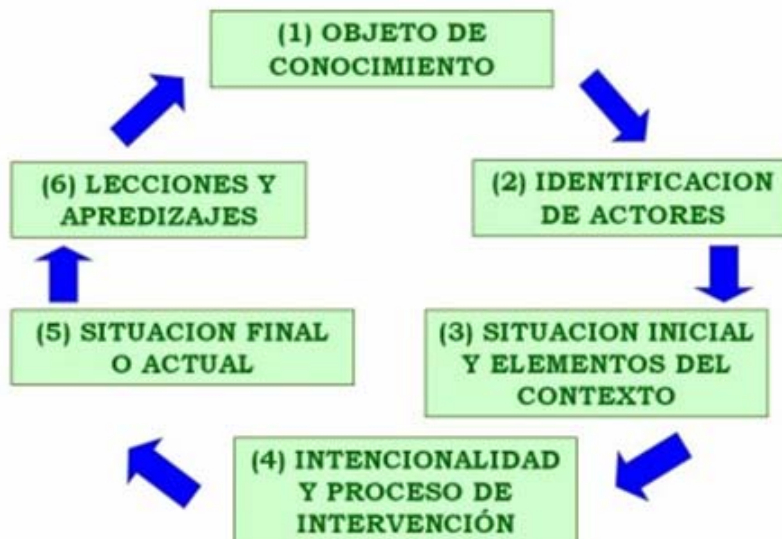 (1) OBJETO DE
CONOCIMIENTO
(2) IDENTIFICACION
DE ACTORES
(3) SITUACION INICIAL
Y ELEMENTOS DEL
CONTEXTO
(4) INTENCIONALIDAD
Y PROCESO DE
INTERVENCIÓN
(5) SITUACION FINAL
O ACTUAL
(6) LECCIONES Y
APREDIZAJES